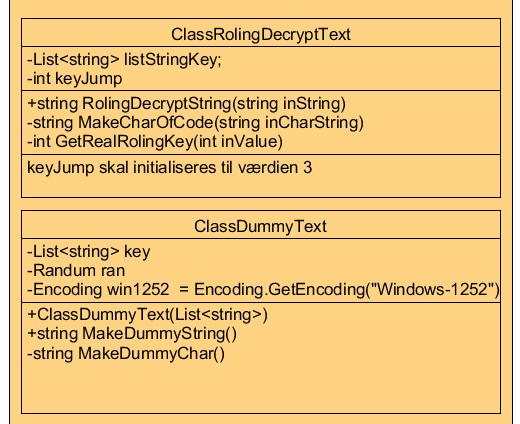 ClassRolingDecryptText
-List<string> listStringKey;
-int keyJump
+string RolingDecryptString(string inString)
-string MakeCharOfCode(string inCharString)
-int GetRealRolingKey(int inValue)
keyJump skal initialiseres til værdien 3
ClassDummyText
-List<string> key
-Randum ran
-Encoding win1252  = Encoding.GetEncoding("Windows-1252")
+ClassDummyText(List<string>)
+string MakeDummyString()
-string MakeDummyChar()